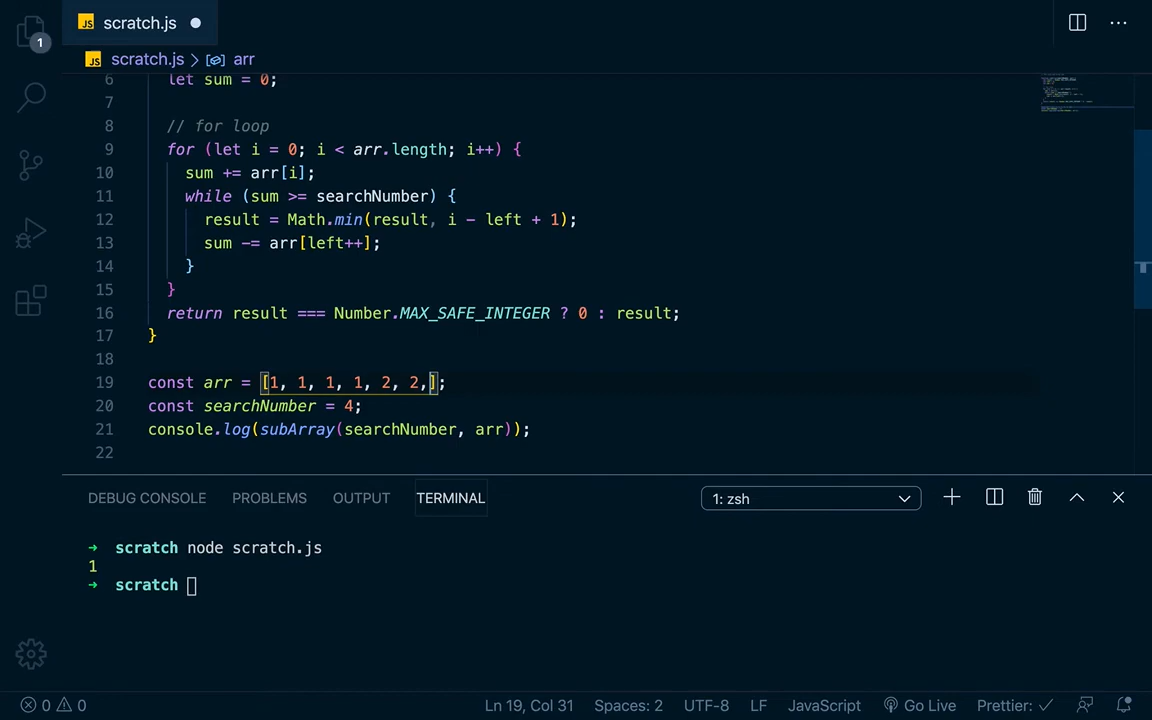 1
JS scratch.js
...
JS scratch.js > arr
6 let sum = 0;
7
8 // for loop
9 for (let i = 0; i < arr.length; i++) {
10 sum += arr[i];
11 while (sum >= searchNumber) {
12 result = Math.min(result, i - left + 1);
13 sum -= arr[left++];
14 }
15 }
16 return result === Number.MAX_SAFE_INTEGER ? 0 : result;
17 }
18
19 const arr = [1, 1, 1, 1, 2, 2,];
20 const searchNumber = 4;
21 console.log(subArray(searchNumber, arr));
22
DEBUG CONSOLE PROBLEMS OUTPUT TERMINAL 1: zsh
➜ scratch node scratch.js
1
➜ scratch
0 0 Ln 19, Col 31 Spaces: 2 UTF-8 LF JavaScript Go Live Prettier: ✓